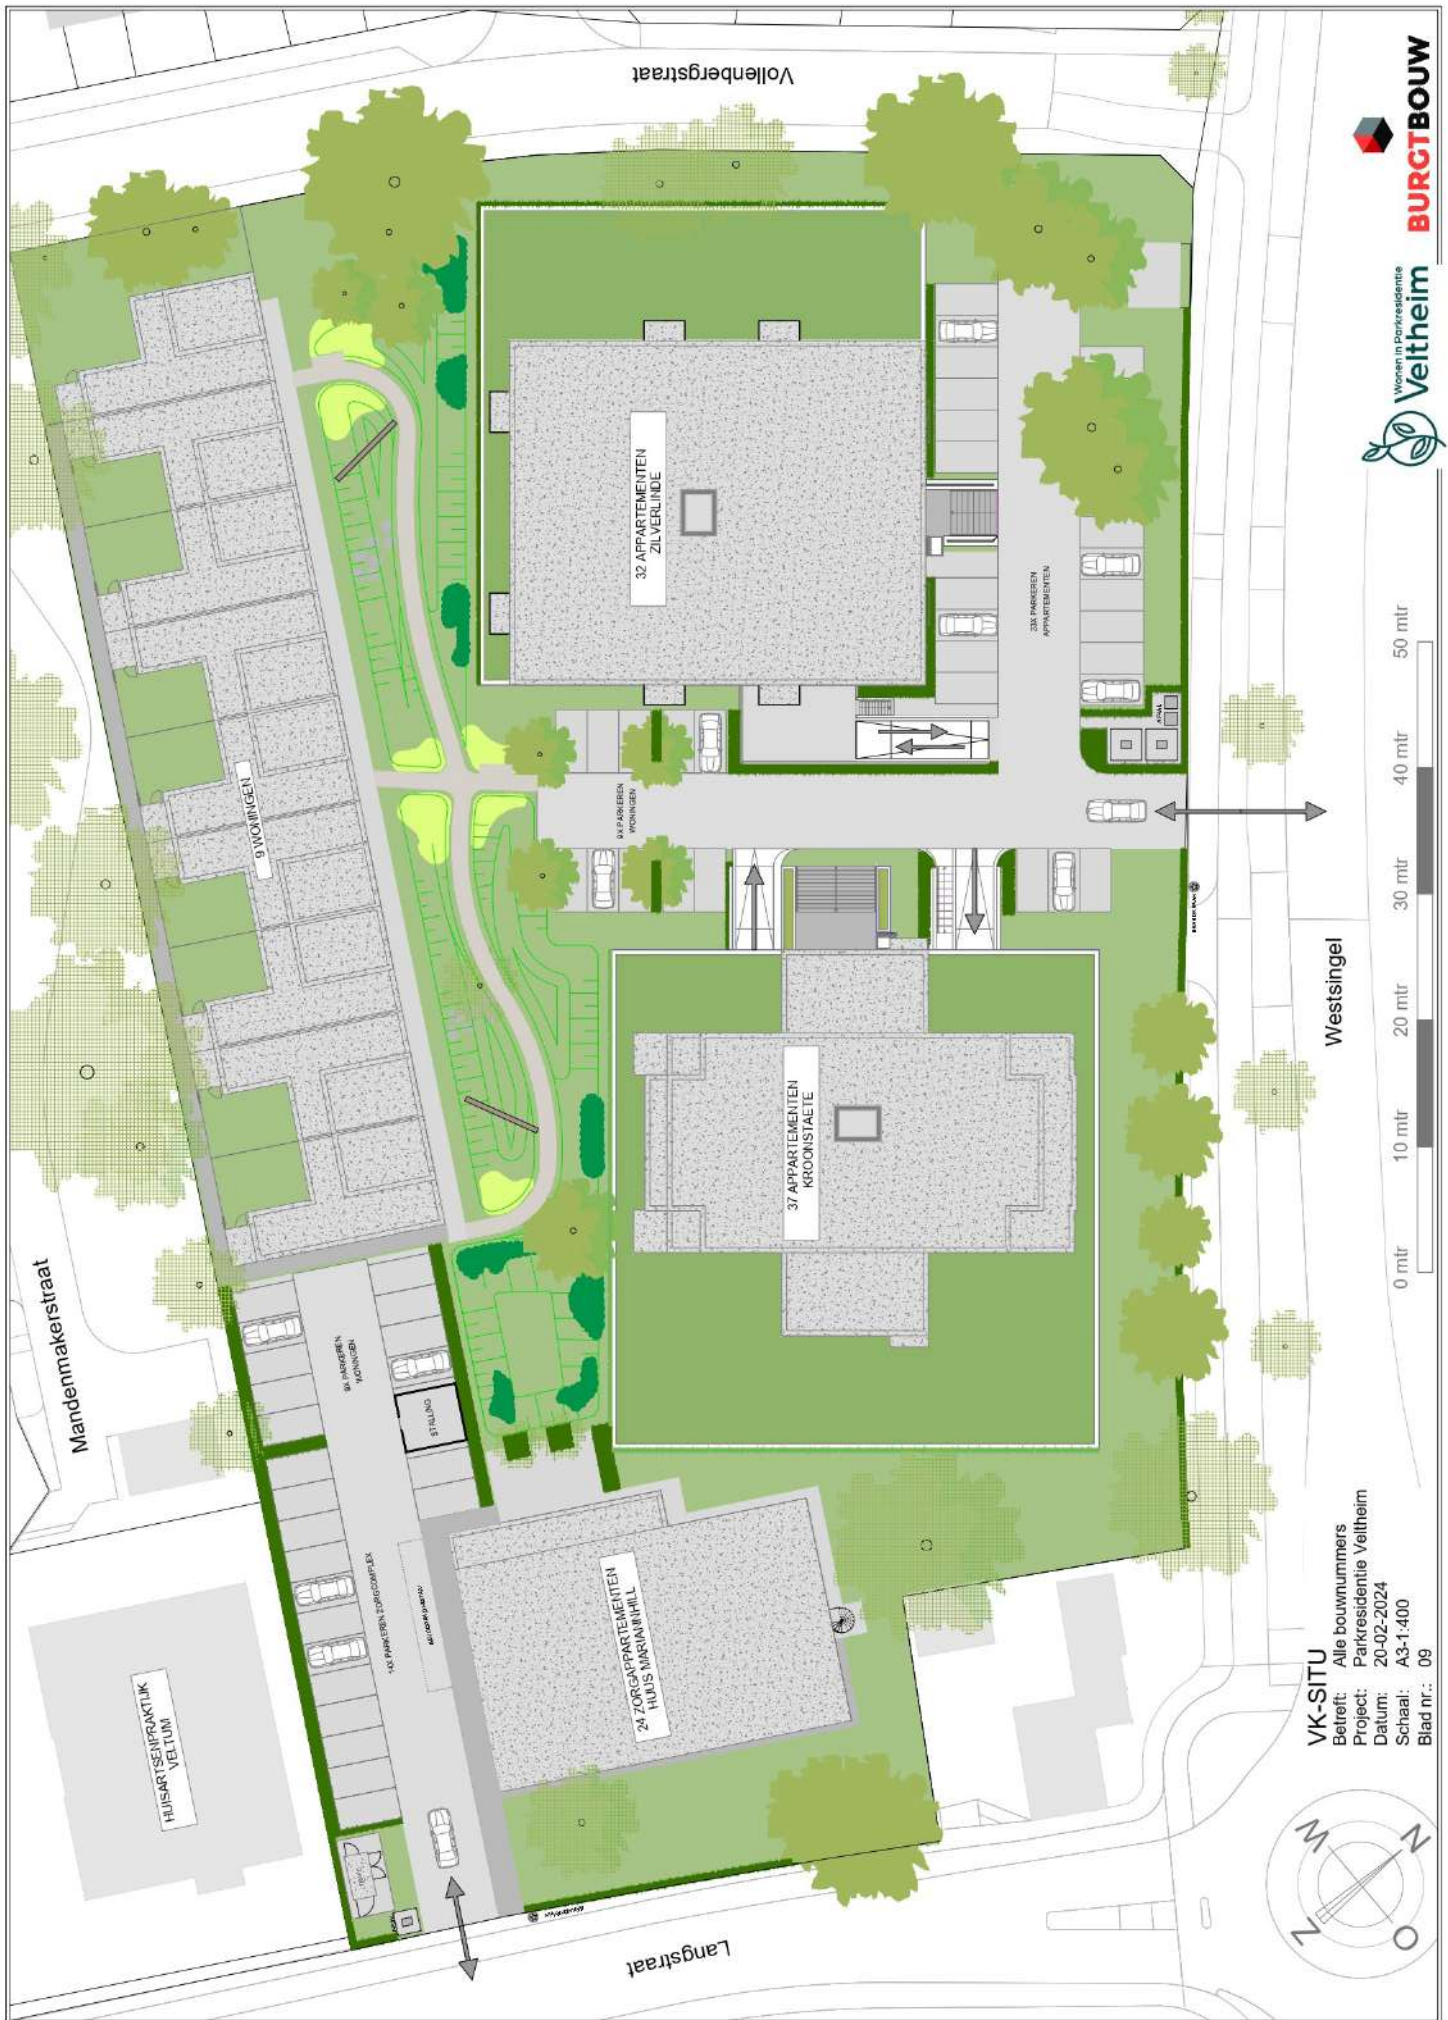 Vollenbergstraat
BURGTBOUW
Wonen in Parkresidentie
Veltheim
32 APPARTEMENTEN
ZILVERLINDE
9 WONINGEN
23X PARKEREN
APPARTEMENTEN
9X PARKEREN
WONINGEN
37 APPARTEMENTEN
KROONSTAETE
Westsingel
0 mtr
10 mtr
20 mtr
30 mtr
40 mtr
50 mtr
Mandenmakerstraat
9X PARKEREN
WONINGEN
STALLING
14X PARKEREN ZORGCOMPLEX
24 ZORGAPPARTEMENTEN
HUUS MARIANNHILL
HUISARTSENPRAKTIJK
VELTUM
Langstraat
VK-SITU
Betreft: Alle bouwnummers
Project: Parkresidentie Veltheim
Datum: 20-02-2024
Schaal: A3-1:400
Blad nr.: 09
N
O
Z
W